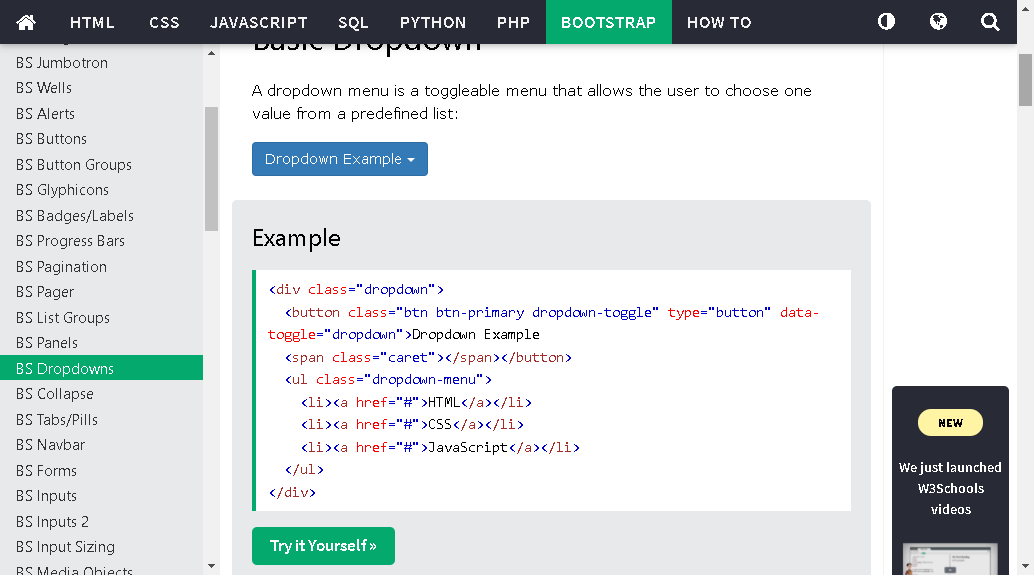 HTML CSS JAVASCRIPT SQL PYTHON PHP BOOTSTRAP HOW TO
BS Jumbotron
BS Wells
BS Alerts
BS Buttons
BS Button Groups
BS Glyphicons
BS Badges/Labels
BS Progress Bars
BS Pagination
BS Pager
BS List Groups
BS Panels
BS Dropdowns
BS Collapse
BS Tabs/Pills
BS Navbar
BS Forms
BS Inputs
BS Inputs 2
BS Input Sizing
BS Media Objects
Basic Dropdown
A dropdown menu is a toggleable menu that allows the user to choose one
value from a predefined list:
Dropdown Example
Example
<div class="dropdown">
  <button class="btn btn-primary dropdown-toggle" type="button" data-
toggle="dropdown">Dropdown Example
  <span class="caret"></span></button>
  <ul class="dropdown-menu">
    <li><a href="#">HTML</a></li>
    <li><a href="#">CSS</a></li>
    <li><a href="#">JavaScript</a></li>
  </ul>
</div>
Try it Yourself »
NEW
We just launched
W3Schools
videos